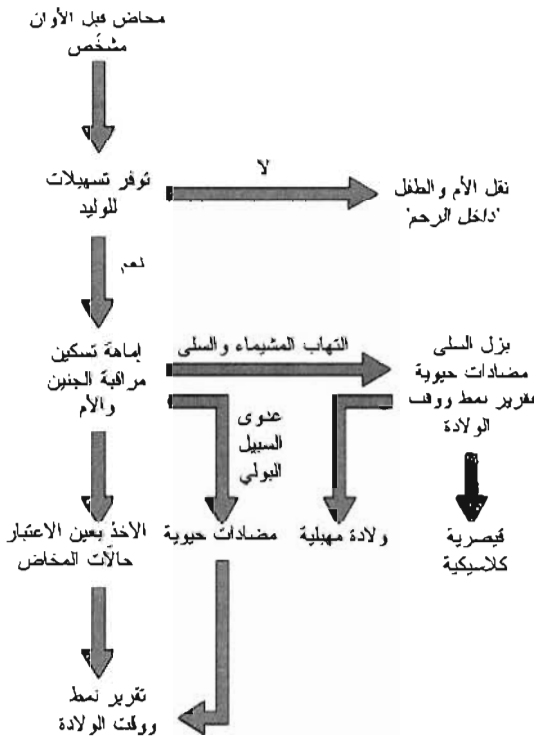 محاض قبل الأوان
مشخّص
توفر تسهيلات
للوليد
لا
نقل الأم والطفل
'داخل الرحم'
نعم
إماهة تسكين
مراقبة الجنين
والأم
التهاب المشيماء والسلى
بزل السلى
مضادات حيوية
تقرير نمط ووقت
الولادة
عدوى
السبيل
البولي
الأخذ بعين الاعتبار
حالات المخاض
مضادات حيوية
ولادة مهبلية
قيصرية
كلاسيكية
تقرير نمط
ووقت الولادة